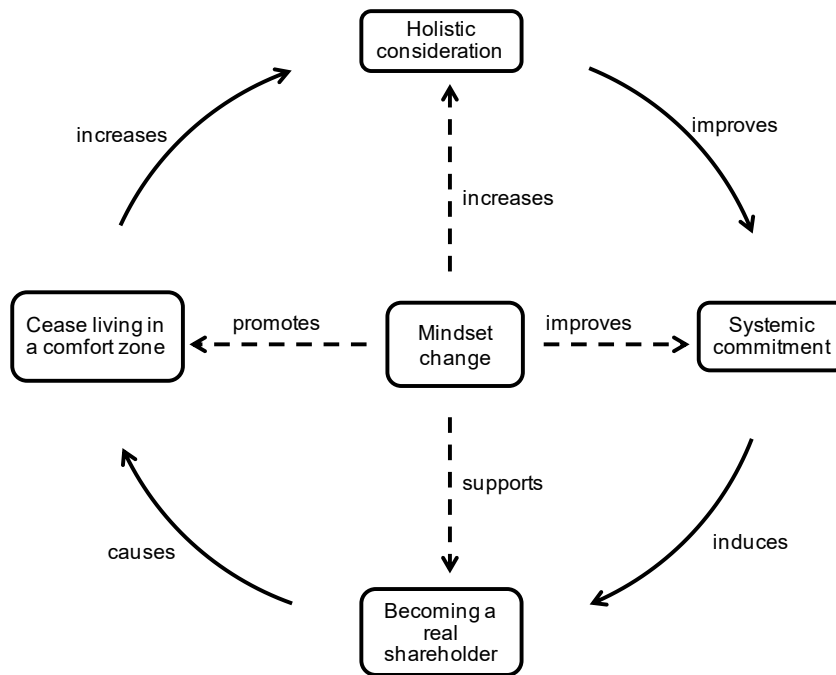 Holistic
consideration
increases
improves
increases
Cease living in
a comfort zone
promotes
Mindset
change
improves
Systemic
commitment
supports
causes
induces
Becoming a
real
shareholder